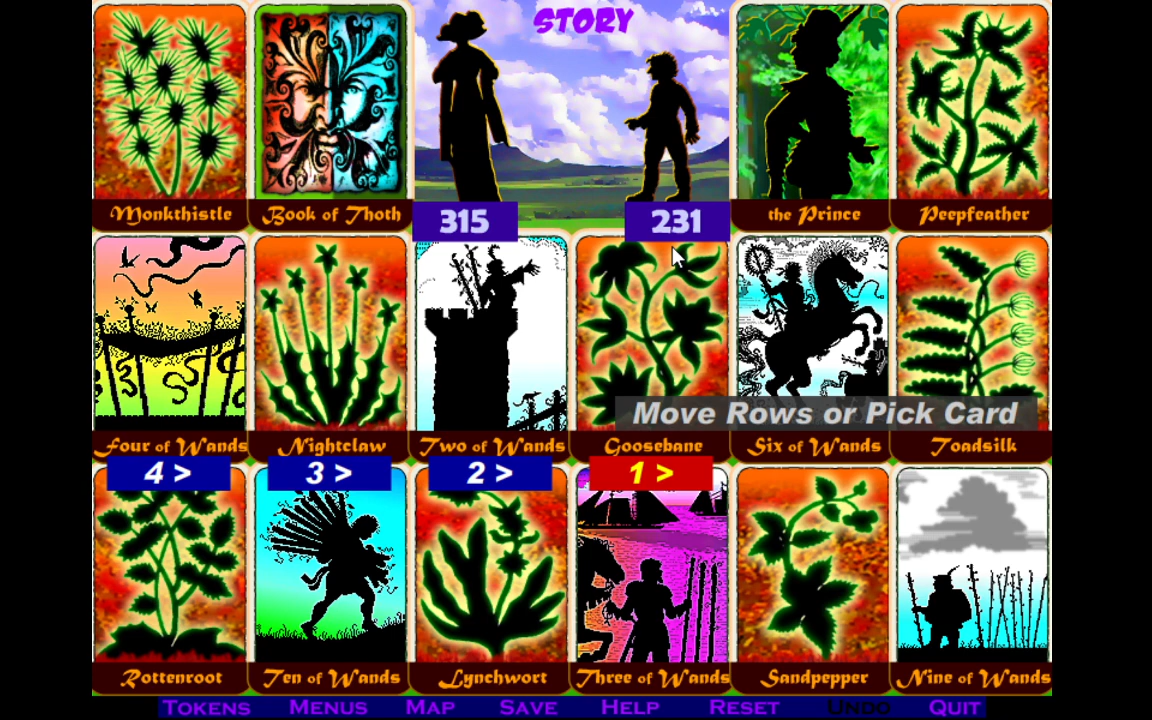 STORY
Monkthistle
Book of Thoth
315
231
the Prince
Peepfeather
Four of Wands
Nightclaw
Two of Wands
Goosebane
Six of Wands
Toadsilk
Move Rows or Pick Card
4 >
3 >
2 >
1 >
Rottenroot
Ten of Wands
Lynchwort
Three of Wands
Sandpepper
Nine of Wands
TOKENS MENUS MAP SAVE HELP RESET UNDO QUIT